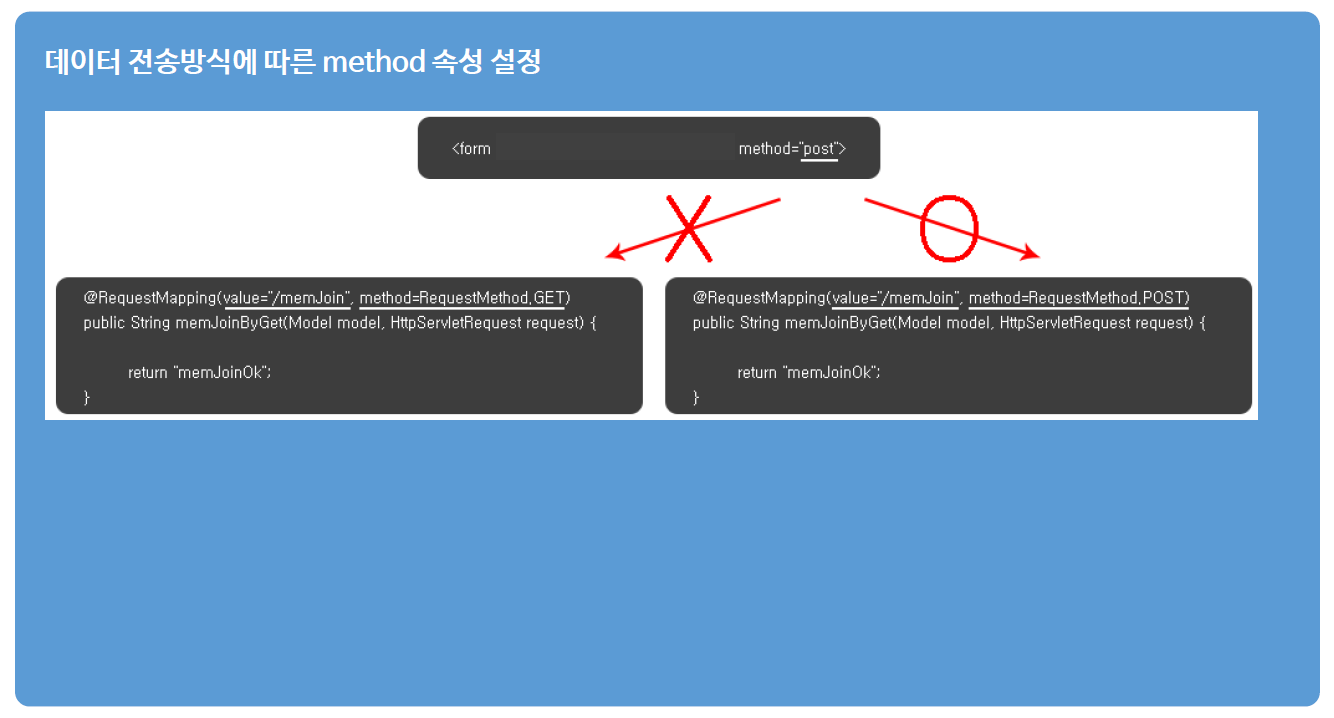 데이터 전송방식에 따른 method 속성 설정
<form method="post">
@RequestMapping(value="/memJoin", method=RequestMethod.GET)
public String memJoinByGet(Model model, HttpServletRequest request) {
return "memJoinOk";
}
@RequestMapping(value="/memJoin", method=RequestMethod.POST)
public String memJoinByGet(Model model, HttpServletRequest request) {
return "memJoinOk";
}